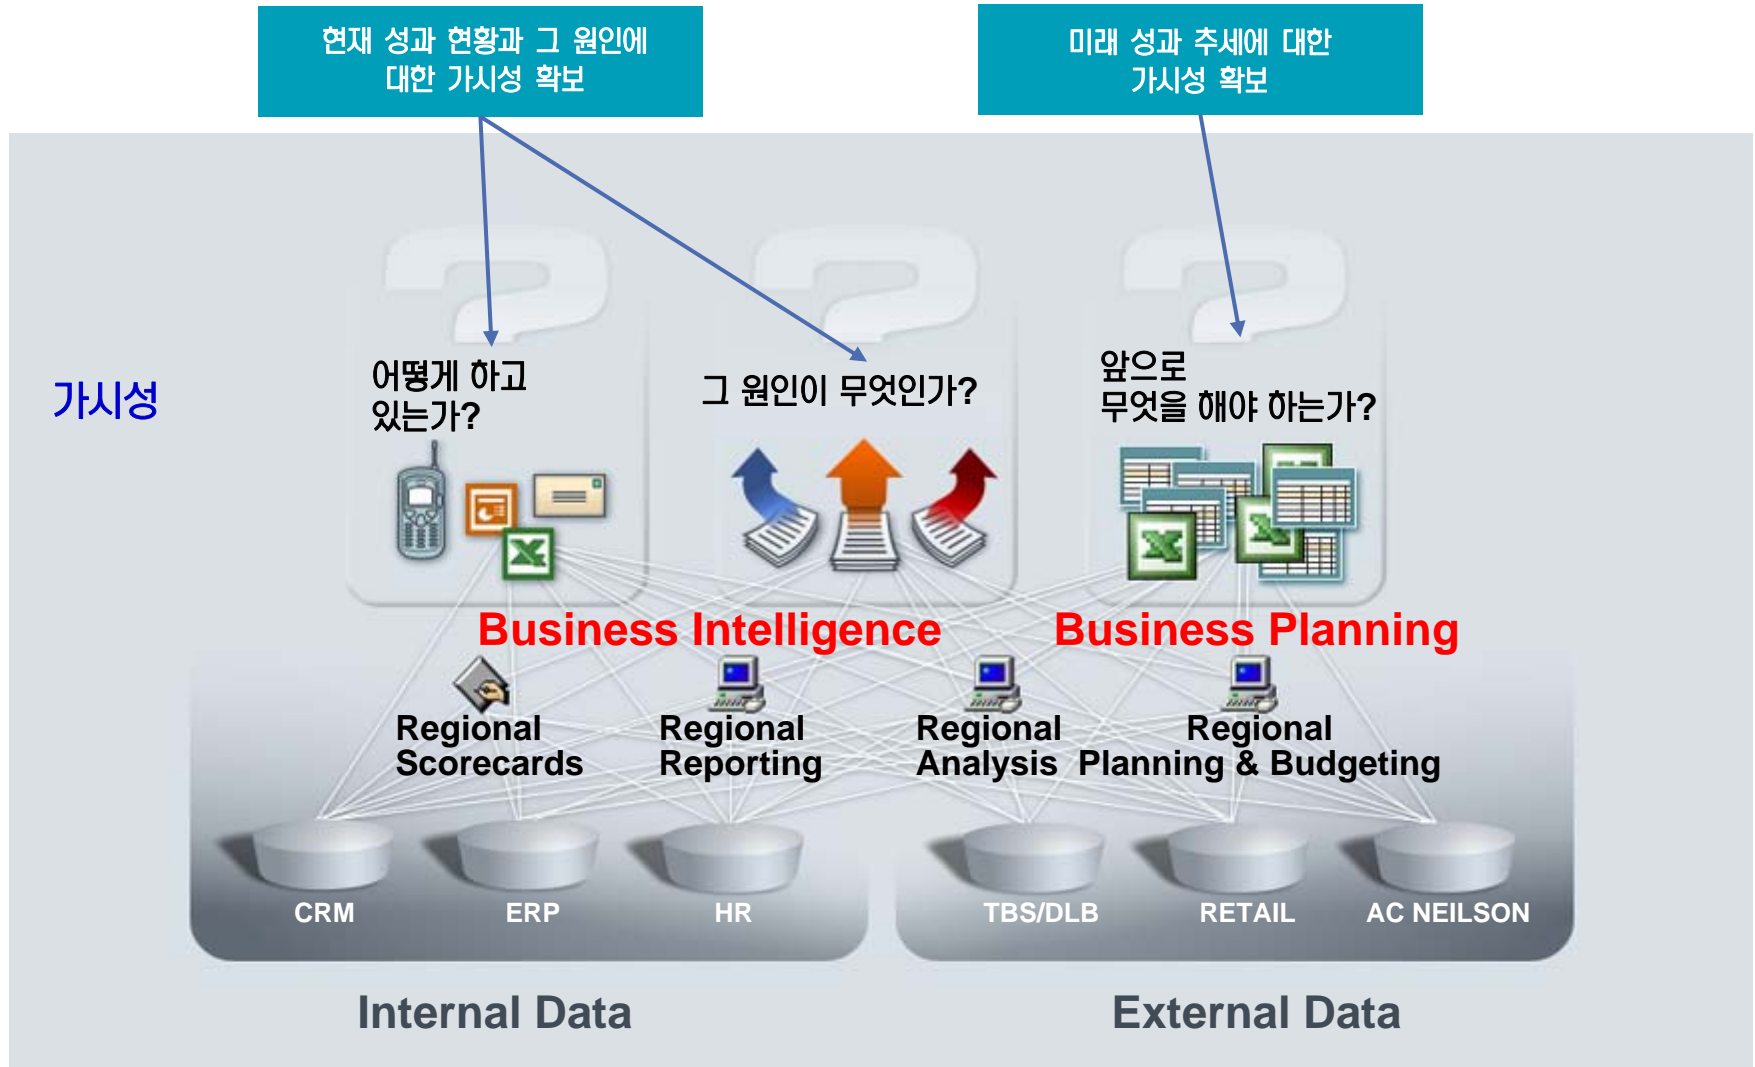 현재 성과 현황과 그 원인에
대한 가시성 확보
미래 성과 추세에 대한
가시성 확보
가시성
어떻게 하고
있는가?
그 원인이 무엇인가?
앞으로
무엇을 해야 하는가?
Business Intelligence
Business Planning
Regional
Scorecards
Regional
Reporting
Regional
Analysis
Regional
Planning & Budgeting
CRM
ERP
HR
TBS/DLB
RETAIL
AC NEILSON
Internal Data
External Data